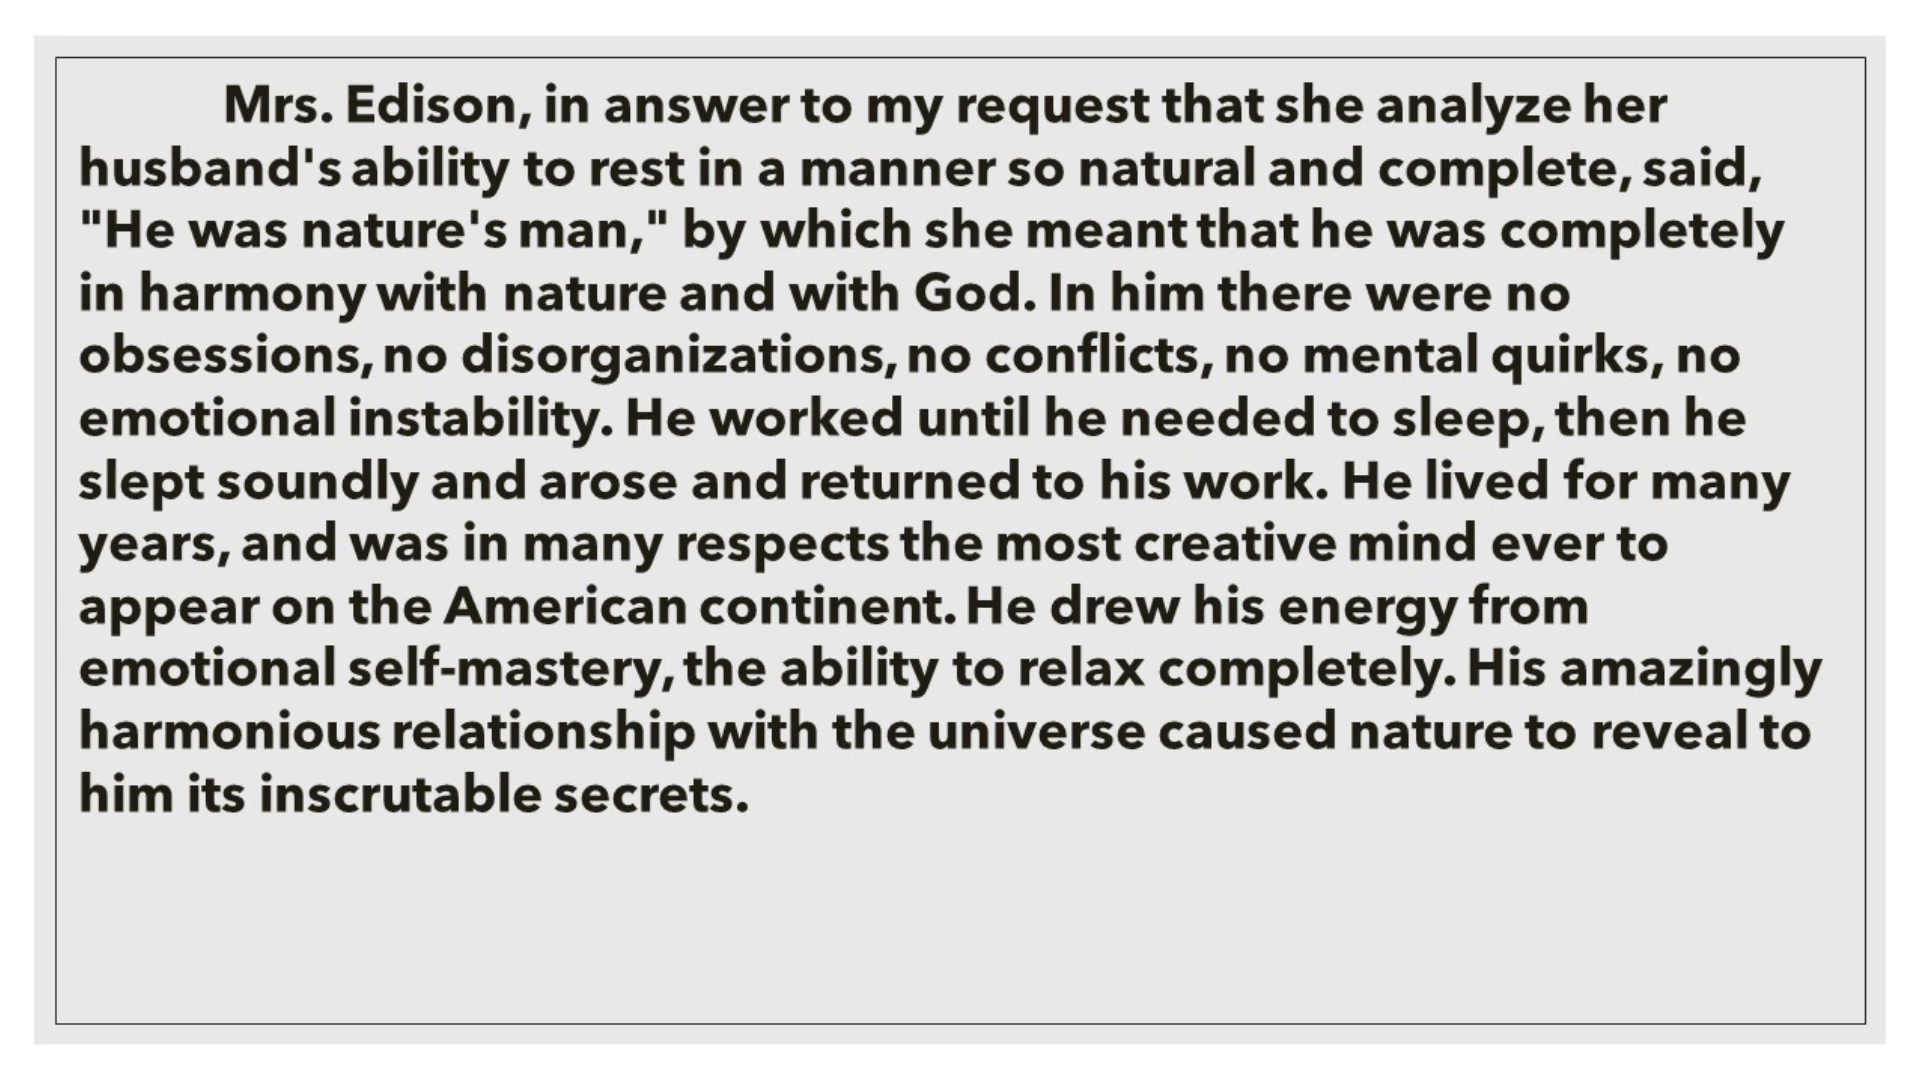 Mrs. Edison, in answer to my request that she analyze her
husband's ability to rest in a manner so natural and complete, said,
"He was nature's man," by which she meant that he was completely
in harmony with nature and with God. In him there were no
obsessions, no disorganizations, no conflicts, no mental quirks, no
emotional instability. He worked until he needed to sleep, then he
slept soundly and arose and returned to his work. He lived for many
years, and was in many respects the most creative mind ever to
appear on the American continent. He drew his energy from
emotional self-mastery, the ability to relax completely. His amazingly
harmonious relationship with the universe caused nature to reveal to
him its inscrutable secrets.